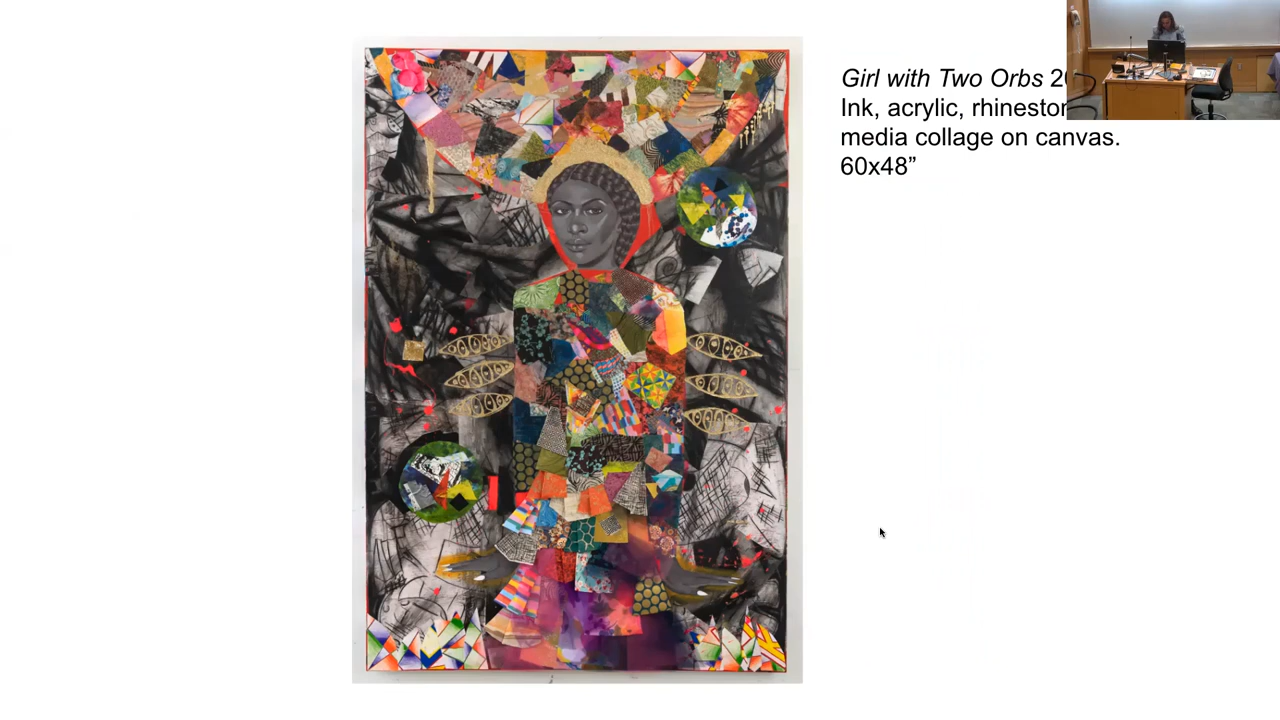 Girl with Two Orbs
Ink, acrylic,
media collage on canvas.
60x48”